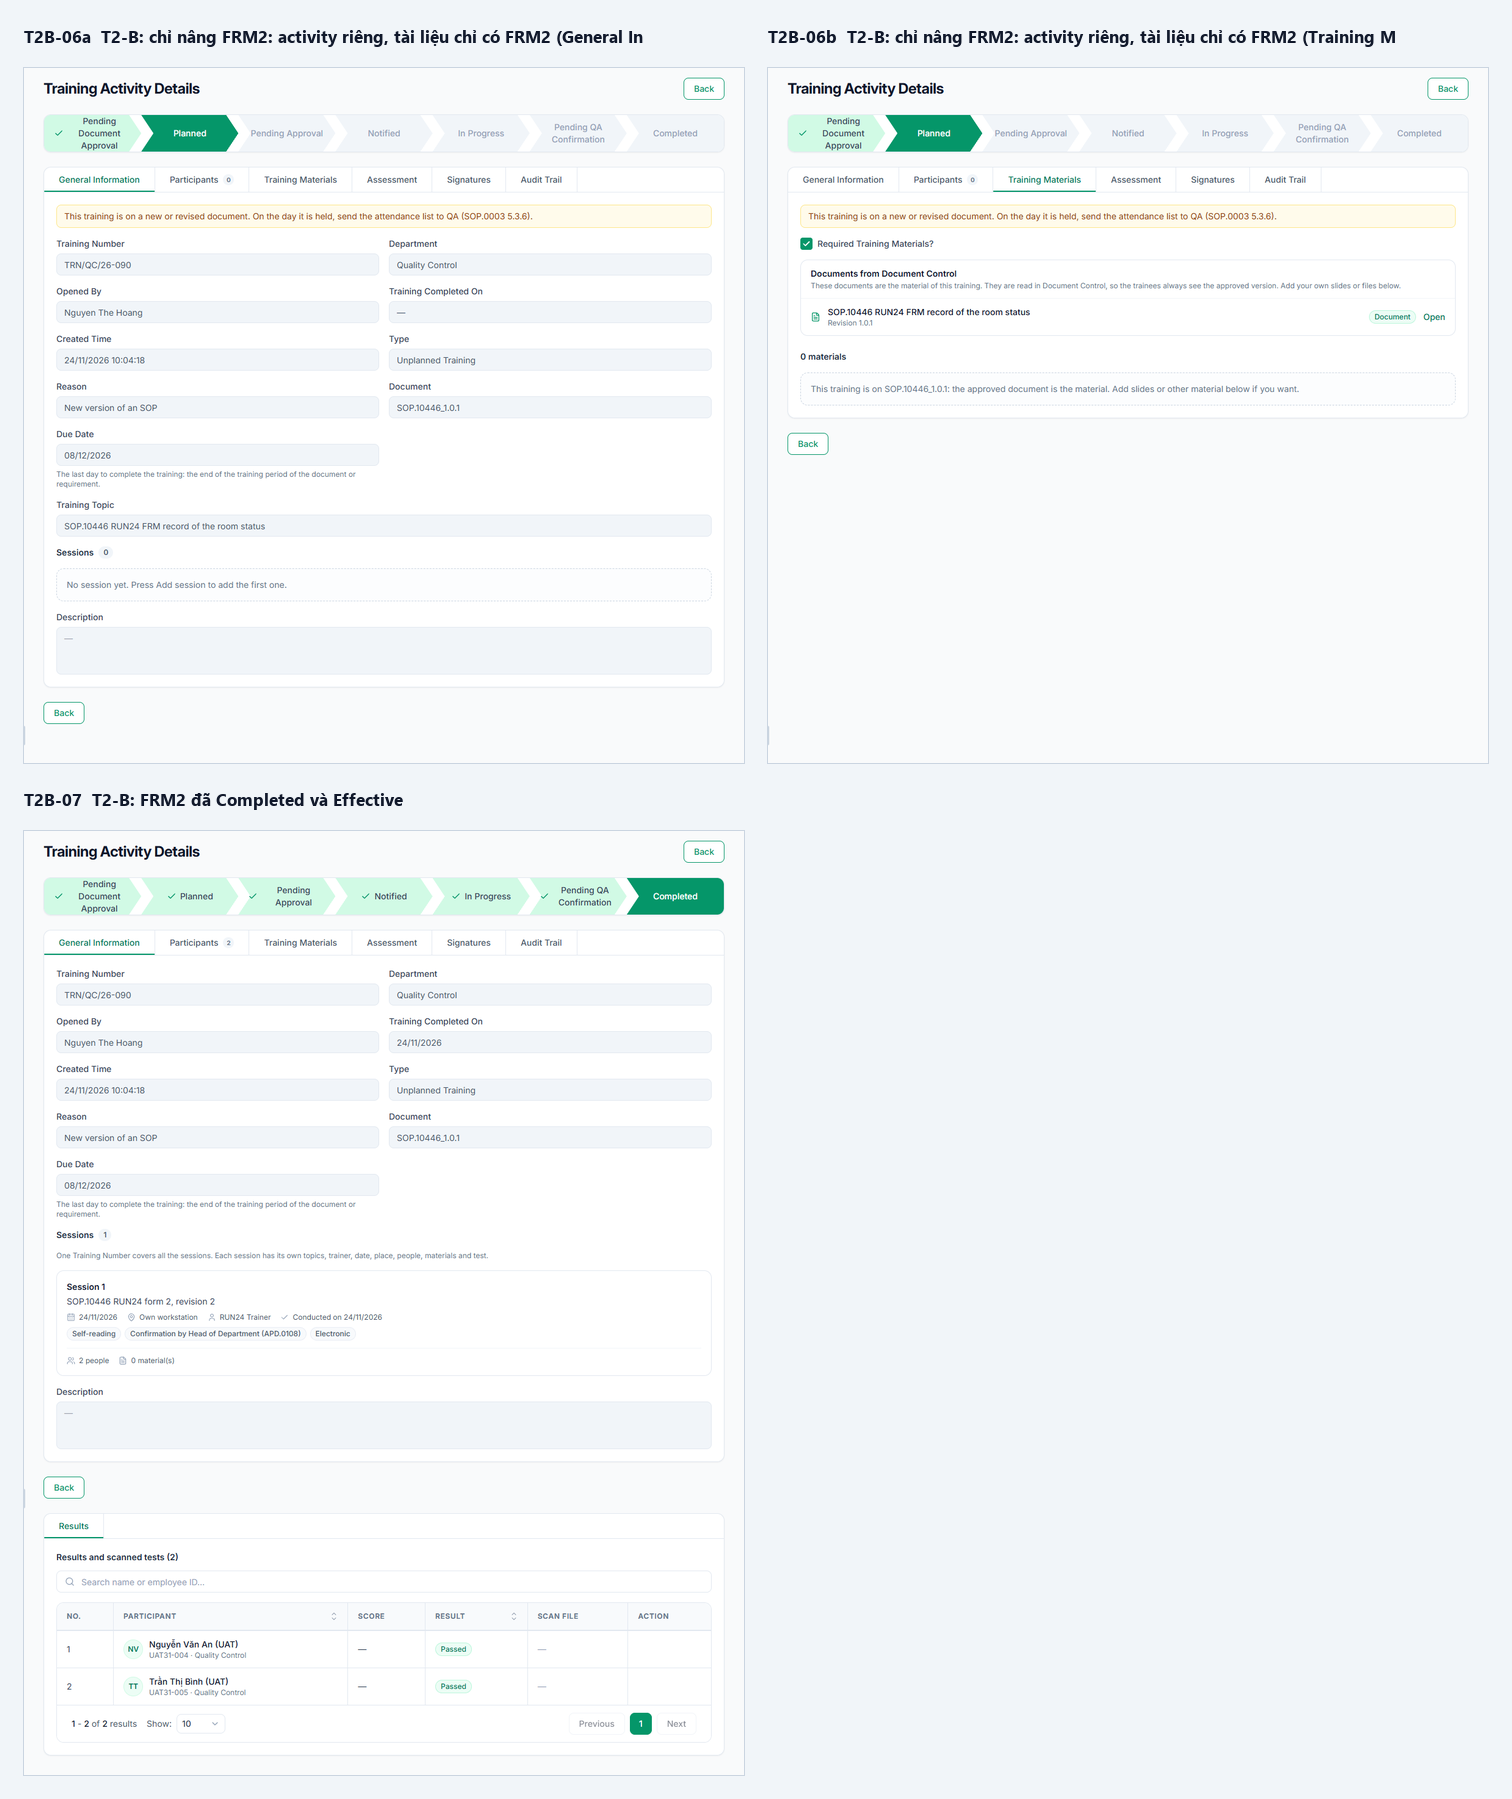 T2B-06a T2-B: chỉ nâng FRM2: activity riêng, tài liệu chỉ có FRM2 (General In
Training Activity Details
Back
Pending Document Approval
Planned
Pending Approval
Notified
In Progress
Pending QA Confirmation
Completed
General Information
Participants 0
Training Materials
Assessment
Signatures
Audit Trail
This training is on a new or revised document. On the day it is held, send the attendance list to QA (SOP.0003 5.3.6).
Training Number
Department
TRN/QC/26-090
Quality Control
Opened By
Training Completed On
Nguyen The Hoang
—
Created Time
Type
24/11/2026 10:04:18
Unplanned Training
Reason
Document
New version of an SOP
SOP.10446_1.0.1
Due Date
08/12/2026
The last day to complete the training: the end of the training period of the document or
requirement.
Training Topic
SOP.10446 RUN24 FRM record of the room status
Sessions 0
No session yet. Press Add session to add the first one.
Description
—
Back
T2B-06b T2-B: chỉ nâng FRM2: activity riêng, tài liệu chỉ có FRM2 (Training M
Training Activity Details
Back
Pending Document Approval
Planned
Pending Approval
Notified
In Progress
Pending QA Confirmation
Completed
General Information
Participants 0
Training Materials
Assessment
Signatures
Audit Trail
This training is on a new or revised document. On the day it is held, send the attendance list to QA (SOP.0003 5.3.6).
Required Training Materials?
Documents from Document Control
These documents are the material of this training. They are read in Document Control, so the trainees always see the approved version. Add your own slides or files below.
SOP.10446 RUN24 FRM record of the room status
Revision 1.0.1
Document
Open
0 materials
This training is on SOP.10446_1.0.1: the approved document is the material. Add slides or other material below if you want.
Back
T2B-07 T2-B: FRM2 đã Completed và Effective
Training Activity Details
Back
Pending Document Approval
Planned
Pending Approval
Notified
In Progress
Pending QA Confirmation
Completed
General Information
Participants 2
Training Materials
Assessment
Signatures
Audit Trail
Training Number
Department
TRN/QC/26-090
Quality Control
Opened By
Training Completed On
Nguyen The Hoang
24/11/2026
Created Time
Type
24/11/2026 10:04:18
Unplanned Training
Reason
Document
New version of an SOP
SOP.10446_1.0.1
Due Date
08/12/2026
The last day to complete the training: the end of the training period of the document or
requirement.
Sessions 1
One Training Number covers all the sessions. Each session has its own topics, trainer, date, place, people, materials and test.
Session 1
SOP.10446 RUN24 form 2, revision 2
24/11/2026 Own workstation RUN24 Trainer Conducted on 24/11/2026
Self-reading Confirmation by Head of Department (APD.0108) Electronic
2 people 0 material(s)
Description
—
Back
Results
Results and scanned tests (2)
Search name or employee ID...
NO. PARTICIPANT SCORE RESULT SCAN FILE ACTION
1 NV Nguyễn Văn An (UAT) — Passed —
UAT31-004 · Quality Control
2 TT Trần Thị Bình (UAT) — Passed —
UAT31-005 · Quality Control
1 - 2 of 2 results Show: 10 Previous 1 Next